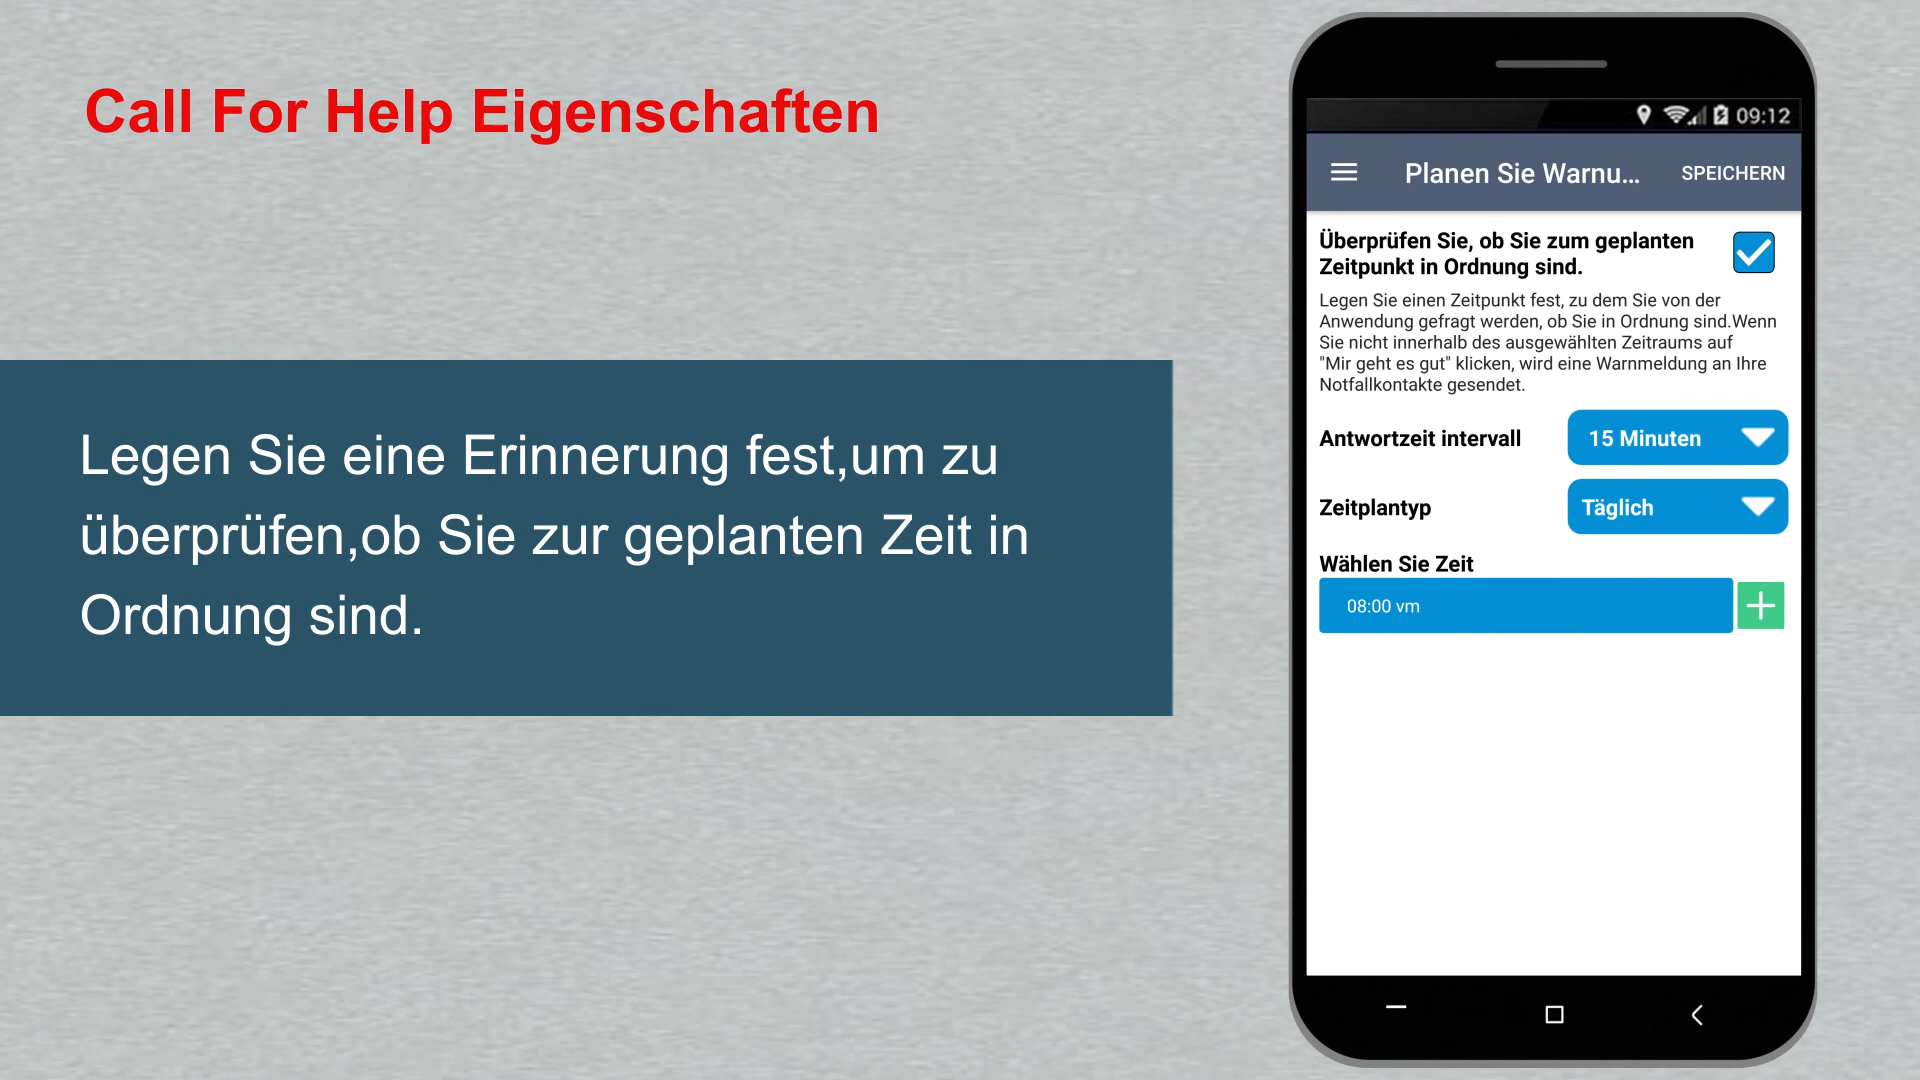 Call For Help Eigenschaften
Legen Sie eine Erinnerung fest,um zu
überprüfen,ob Sie zur geplanten Zeit in
Ordnung sind.
09:12
Planen Sie Warnu...
SPEICHERN
Überprüfen Sie, ob Sie zum geplanten
Zeitpunkt in Ordnung sind.
Legen Sie einen Zeitpunkt fest, zu dem Sie von der
Anwendung gefragt werden, ob Sie in Ordnung sind.Wenn
Sie nicht innerhalb des ausgewählten Zeitraums auf
"Mir geht es gut" klicken, wird eine Warnmeldung an Ihre
Notfallkontakte gesendet.
Antwortzeit intervall
15 Minuten
Zeitplantyp
Täglich
Wählen Sie Zeit
08:00 vm